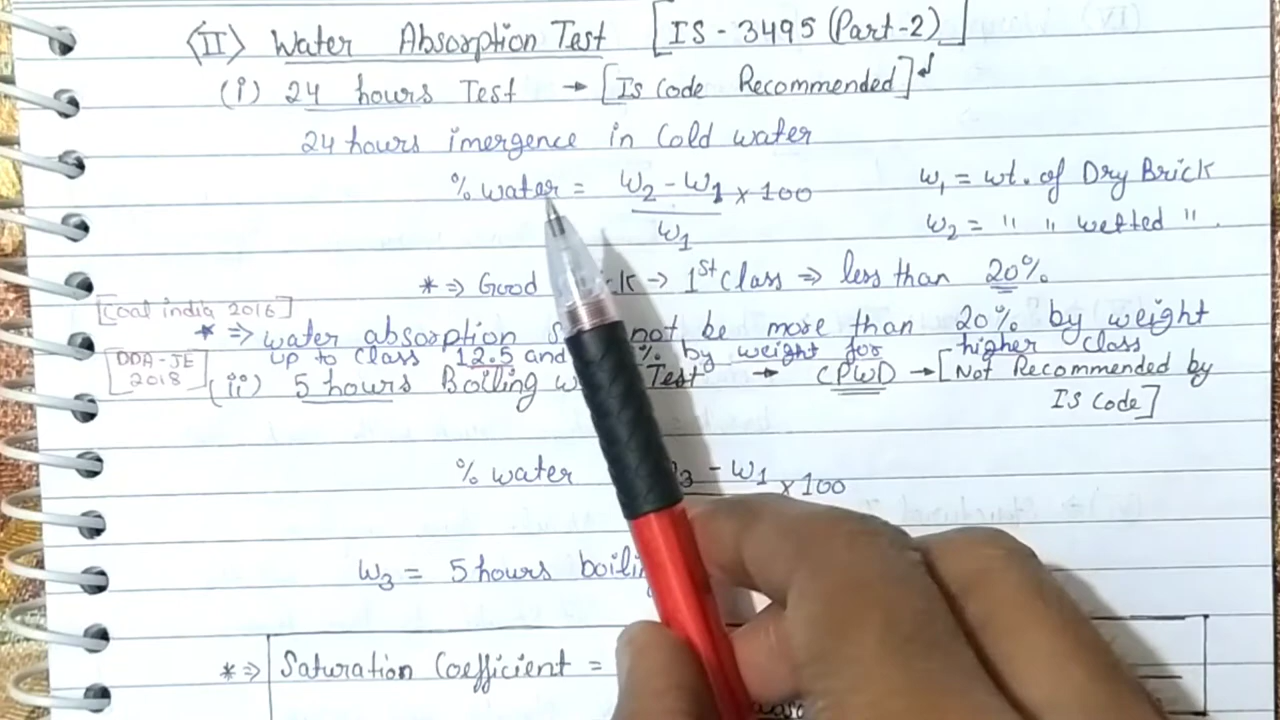 <II> Water Absorption Test [IS - 3495 (Part-2)]
(i) 24 hours Test → [Is Code Recommended]
24 hours imergence in Cold water
% water = W2 - W1 / W1 × 100
W1 = wt. of Dry Brick
W2 = " " wetted "
* ⇒ Good k → 1st Class ⇒ less than 20%
[Coal india 2016]
* ⇒ water absorption s not be more than 20% by weight
up to Class 12.5 and % by weight for higher class
[DDA-JE 2018]
(ii) 5 hours Boiling w Test → CPWD → [Not Recommended by
IS Code]
% water 3 - W1 × 100
W3 = 5 hours boili
* ⇒ Saturation Coefficient =